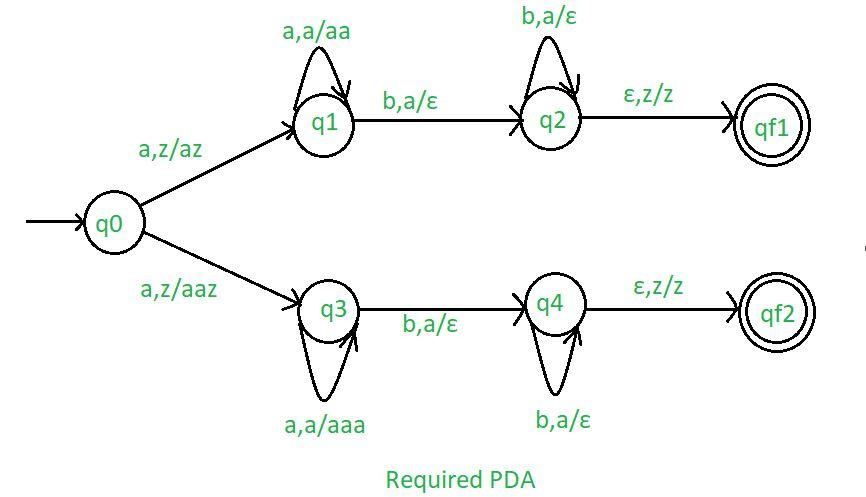 b,a/ε
a,a/aa
b,a/ε
ε,z/z
q1
q2
qf1
a,z/az
q0
a,z/aaz
ε,z/z
q3
q4
qf2
b,a/ε
a,a/aaa
b,a/ε
Required PDA